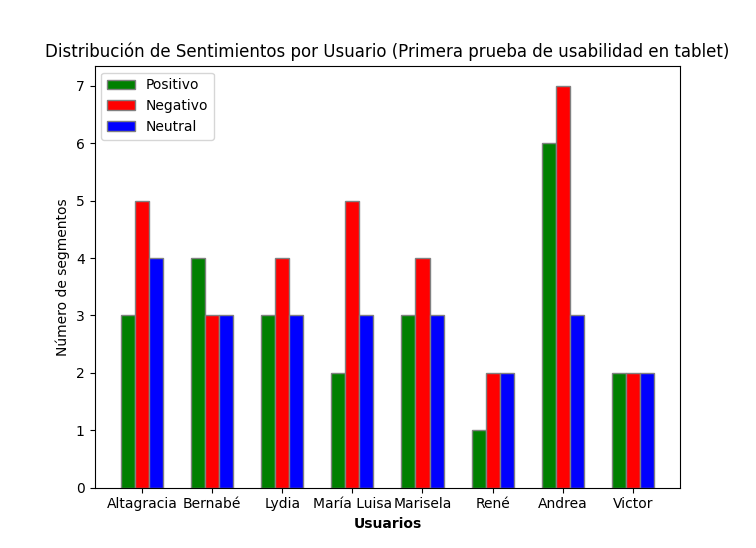 Distribución de Sentimientos por Usuario (Primera prueba de usabilidad en tablet)
Positivo
Negativo
Neutral
Número de segmentos
7
6
5
4
3
2
1
0
Altagracia Bernabé Lydia María Luisa Marisela René Andrea Victor
Usuarios